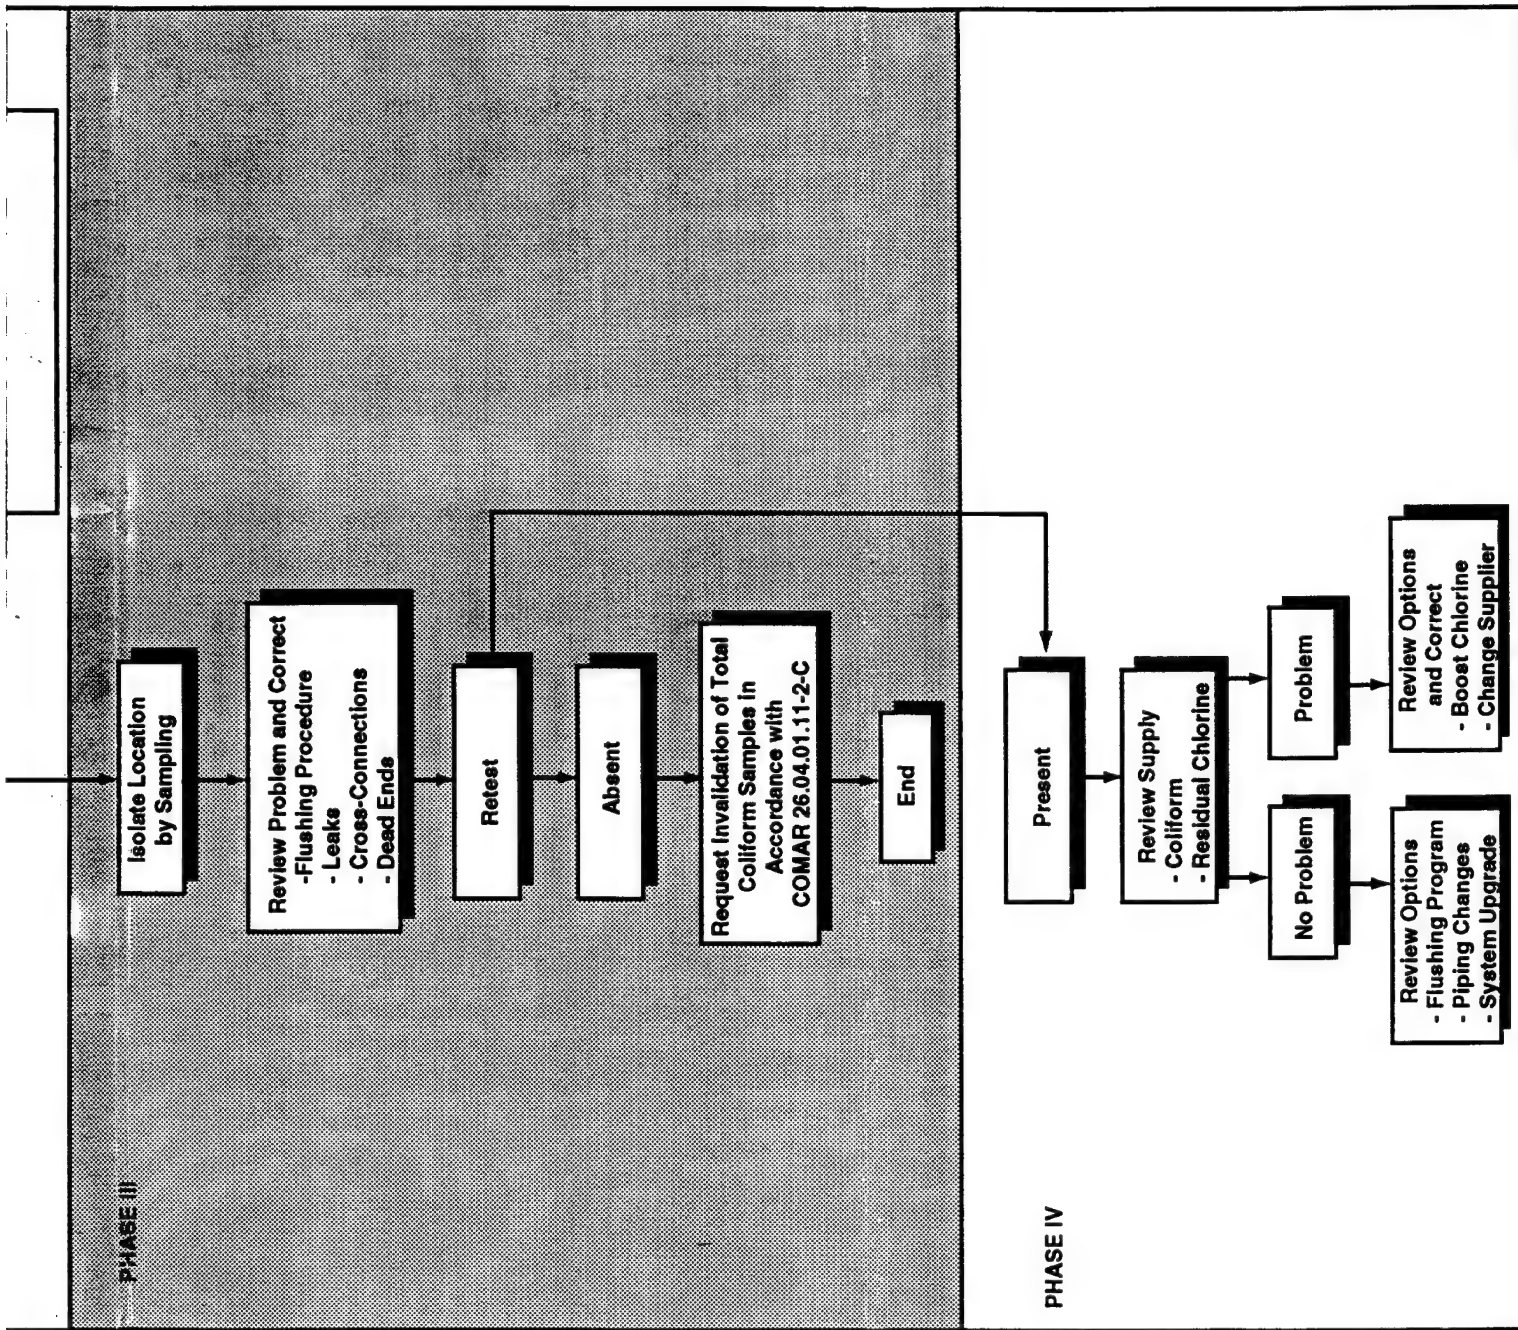 PHASE III
Isolate Location
by Sampling
Review Problem and Correct
-Flushing Procedure
- Leaks
- Cross-Connections
- Dead Ends
Retest
Absent
Request Invalidation of Total
Coliform Samples in
Accordance with
COMAR 26.04.01.11-2-C
End
PHASE IV
Present
Review Supply
- Coliform
- Residual Chlorine
No Problem
Problem
Review Options
- Flushing Program
- Piping Changes
- System Upgrade
Review Options
and Correct
- Boost Chlorine
- Change Supplier